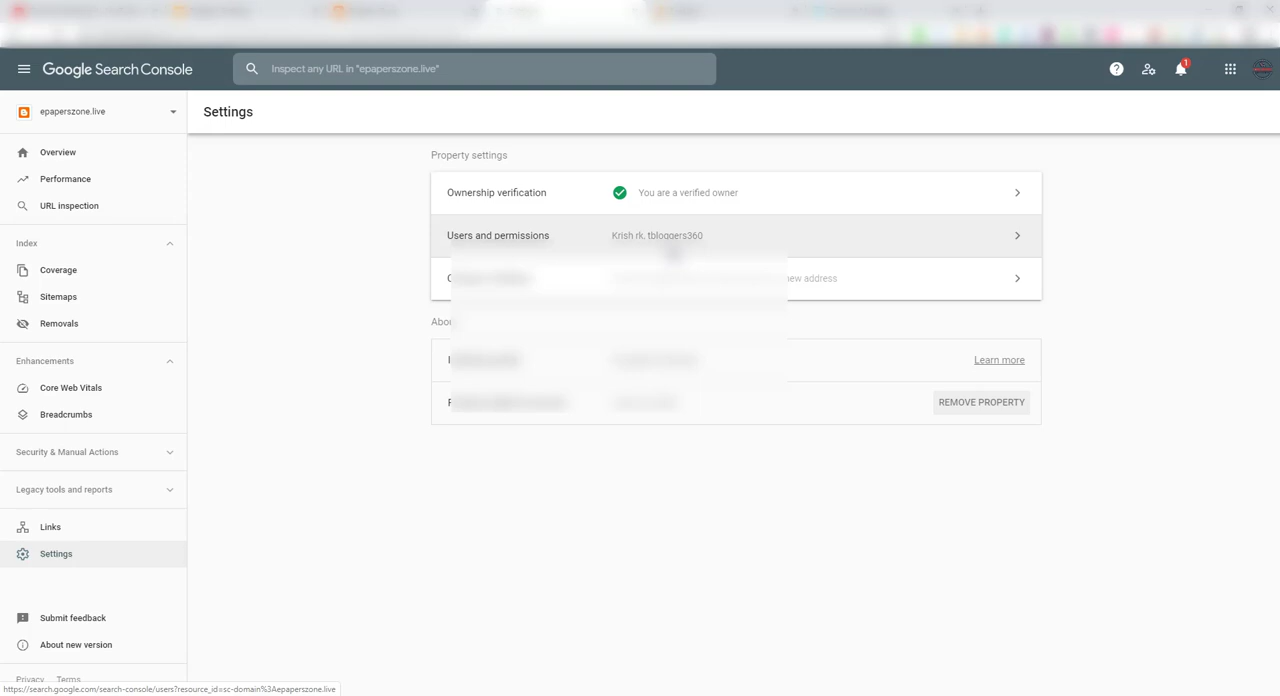 Google Search Console
Inspect any URL in "epaperszone.live"
1
epaperszone.live
Settings
Overview
Performance
URL inspection
Index
Coverage
Sitemaps
Removals
Enhancements
Core Web Vitals
Breadcrumbs
Security & Manual Actions
Legacy tools and reports
Links
Settings
Submit feedback
About new version
Privacy Terms
Property settings
Ownership verification You are a verified owner
Users and permissions Krish rk, tbloggers360
new address
Learn more
REMOVE PROPERTY
https://search.google.com/search-console/users?resource_id=sc-domain%3Aepaperszone.live